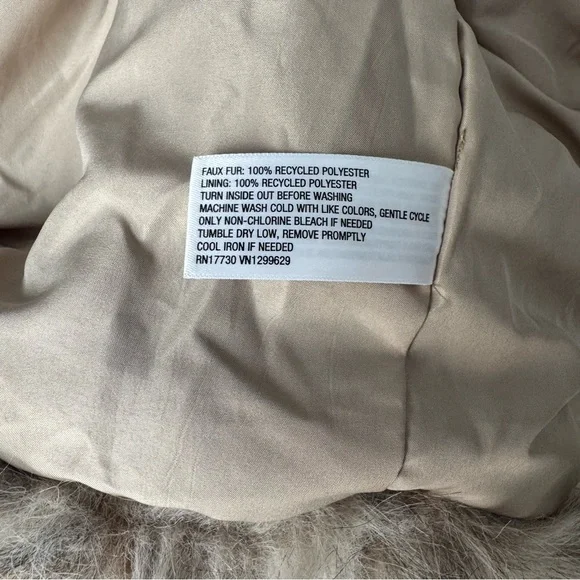 FAUX FUR: 100% RECYCLED POLYESTER
LINING: 100% RECYCLED POLYESTER
TURN INSIDE OUT BEFORE WASHING
MACHINE WASH COLD WITH LIKE COLORS, GENTLE CYCLE
ONLY NON-CHLORINE BLEACH IF NEEDED
TUMBLE DRY LOW, REMOVE PROMPTLY
COOL IRON IF NEEDED
RN17730 VN1299629